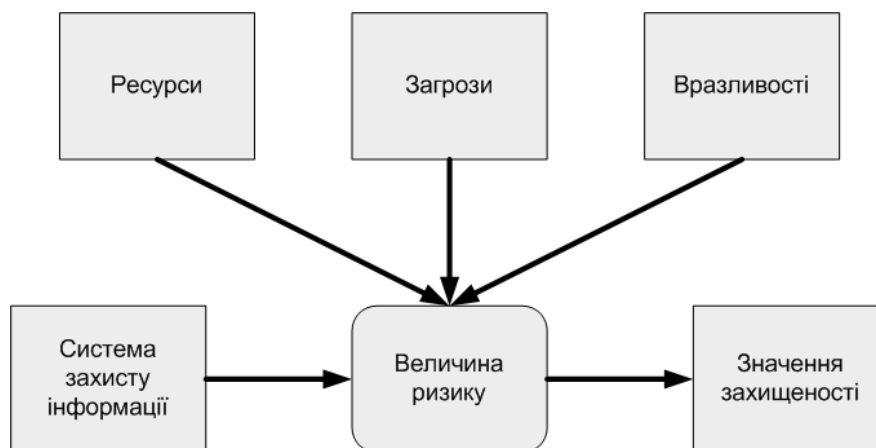 Ресурси
Загрози
Вразливості
Система
захисту
інформації
Величина
ризику
Значення
захищеності